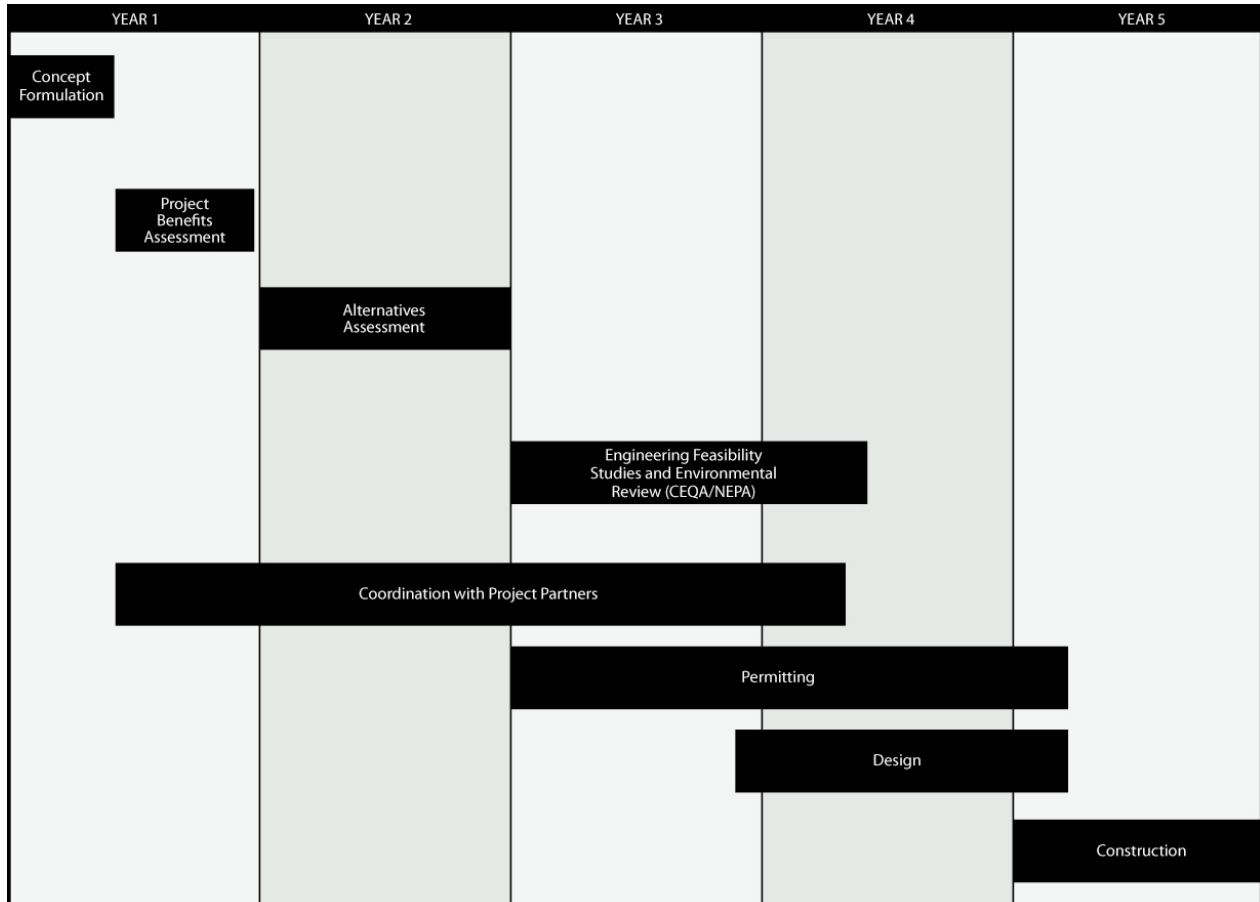 YEAR 1 YEAR 2 YEAR 3 YEAR 4 YEAR 5
Concept
Formulation
Project
Benefits
Assessment
Alternatives
Assessment
Engineering Feasibility
Studies and Environmental
Review (CEQA/NEPA)
Coordination with Project Partners
Permitting
Design
Construction